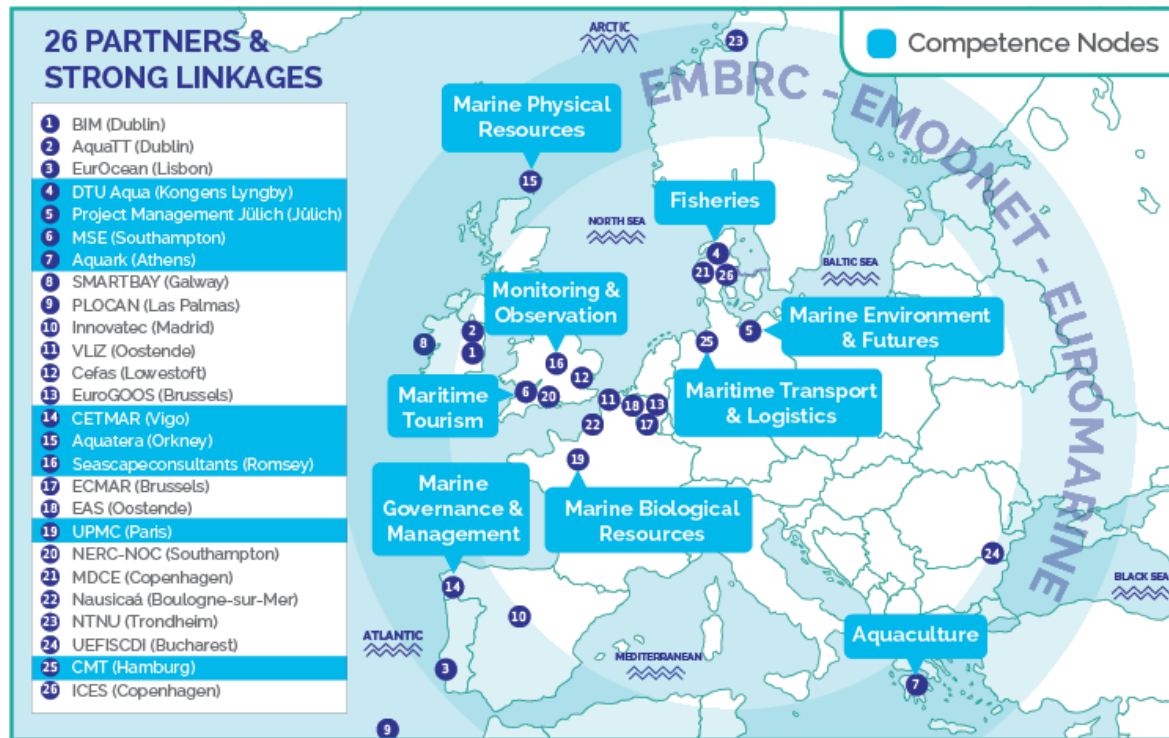 26 PARTNERS &
STRONG LINKAGES
1 BIM (Dublin)
2 AquaTT (Dublin)
3 EurOcean (Lisbon)
4 DTU Aqua (Kongens Lyngby)
5 Project Management Jülich (Jülich)
6 MSE (Southampton)
7 Aquark (Athens)
8 SMARTBAY (Galway)
9 PLOCAN (Las Palmas)
10 Innovatec (Madrid)
11 VLIZ (Oostende)
12 Cefas (Lowestoft)
13 EuroGOOS (Brussels)
14 CETMAR (Vigo)
15 Aquatera (Orkney)
16 Seascapeconsultants (Romsey)
17 ECMAR (Brussels)
18 EAS (Oostende)
19 UPMC (Paris)
20 NERC-NOC (Southampton)
21 MDCE (Copenhagen)
22 Nausicaá (Boulogne-sur-Mer)
23 NTNU (Trondheim)
24 UEFISCDI (Bucharest)
25 CMT (Hamburg)
26 ICES (Copenhagen)
Competence Nodes
ARCTIC
23
EMBRC - EMODNET - EUROMARINE
Marine Physical
Resources
15
NORTH SEA
Fisheries
4
21
26
BALTIC SEA
Monitoring &
Observation
16
12
8
2
1
Marine Environment
& Futures
5
25
Maritime Transport
& Logistics
Maritime
Tourism
6
20
11
18
13
22
17
19
Marine Biological
Resources
Marine
Governance &
Management
14
10
ATLANTIC
3
9
MEDITERRANEAN
24
BLACK SEA
Aquaculture
7